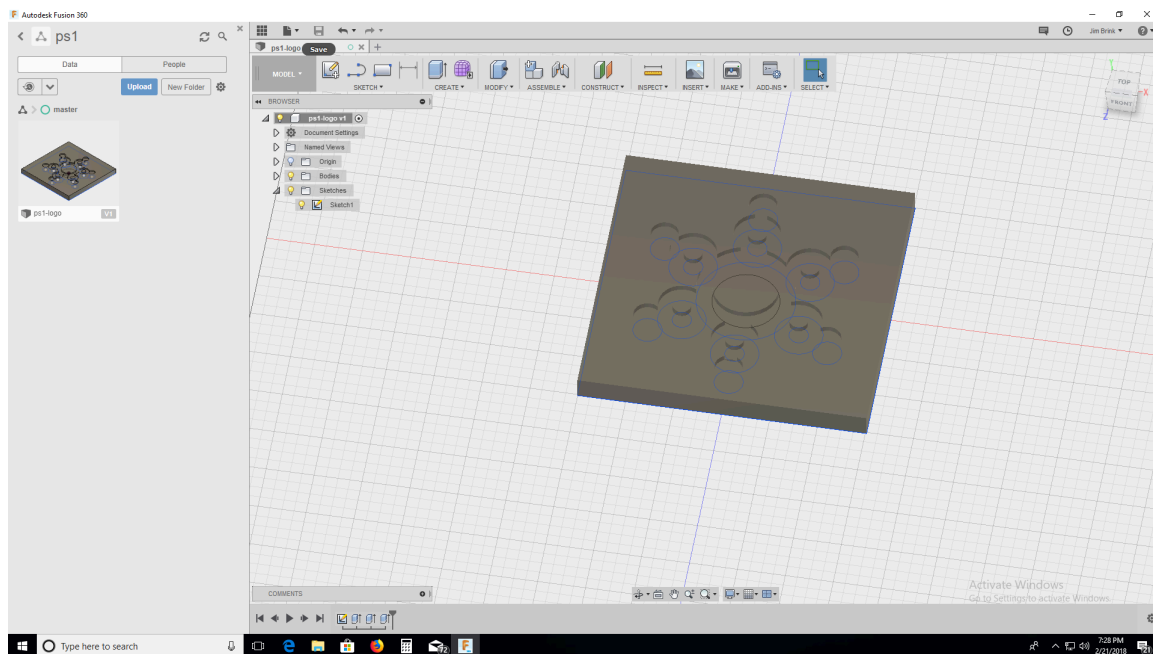 Autodesk Fusion 360
ps1
Data
People
Upload
New Folder
master
ps1-logo
V1
ps1-logo
Save
Jim Brink
MODEL
SKETCH
CREATE
MODIFY
ASSEMBLE
CONSTRUCT
INSPECT
INSERT
MAKE
ADD-INS
SELECT
BROWSER
ps1-logo v1
Document Settings
Named Views
Origin
Bodies
Sketches
Sketch1
Y
TOP
X
FRONT
Z
COMMENTS
Activate Windows
Go to Settings to activate Windows.
Type here to search
72
7:28 PM
2/21/2018
21